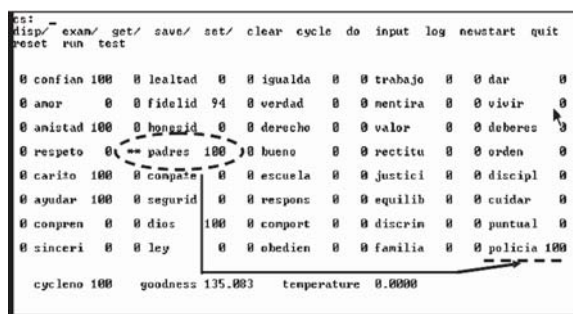 cs: _
disp/ exam/ get/ save/ set/ clear cycle do input log newstart quit
reset run test
0 confian 100 0 lealtad 0 0 igualda 0 0 trabajo 0 0 dar 0
0 amor 0 0 fidelid 94 0 verdad 0 0 mentira 0 0 vivir 0
0 amistad 100 0 honesid 0 0 derecho 0 0 valor 0 0 deberes 0
0 respeto 0 ** padres 100 0 bueno 0 0 rectitu 0 0 orden 0
0 cariño 100 0 compañe 0 0 escuela 0 0 justici 0 0 discipl 0
0 ayudar 100 0 segurid 0 0 respons 0 0 equilib 0 0 cuidar 0
0 compren 0 0 dios 100 0 comport 0 0 discrim 0 0 puntual 0
0 sinceri 0 0 ley 0 0 obedien 0 0 familia 0 0 policia 100
cycleno 100 goodness 135.083 temperature 0.0000